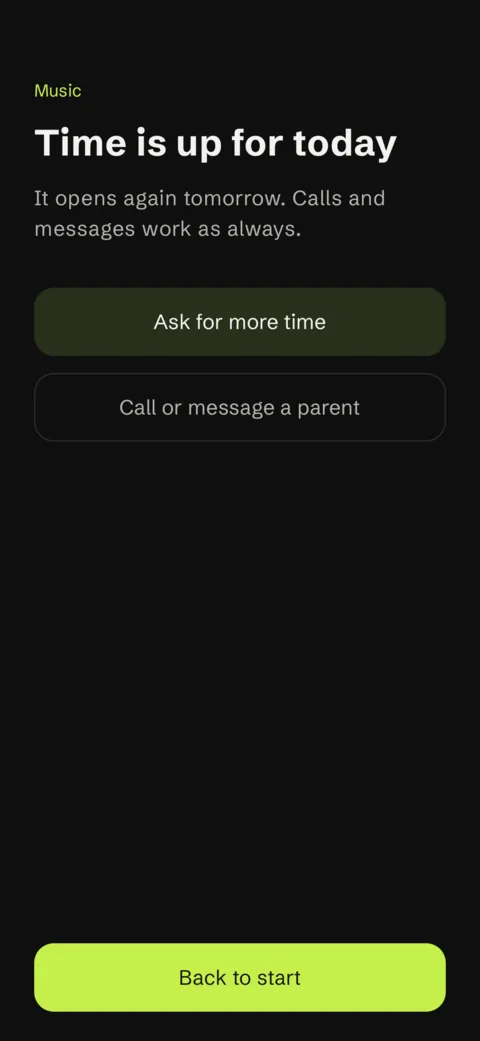 Music
Time is up for today
It opens again tomorrow. Calls and
messages work as always.
Ask for more time
Call or message a parent
Back to start